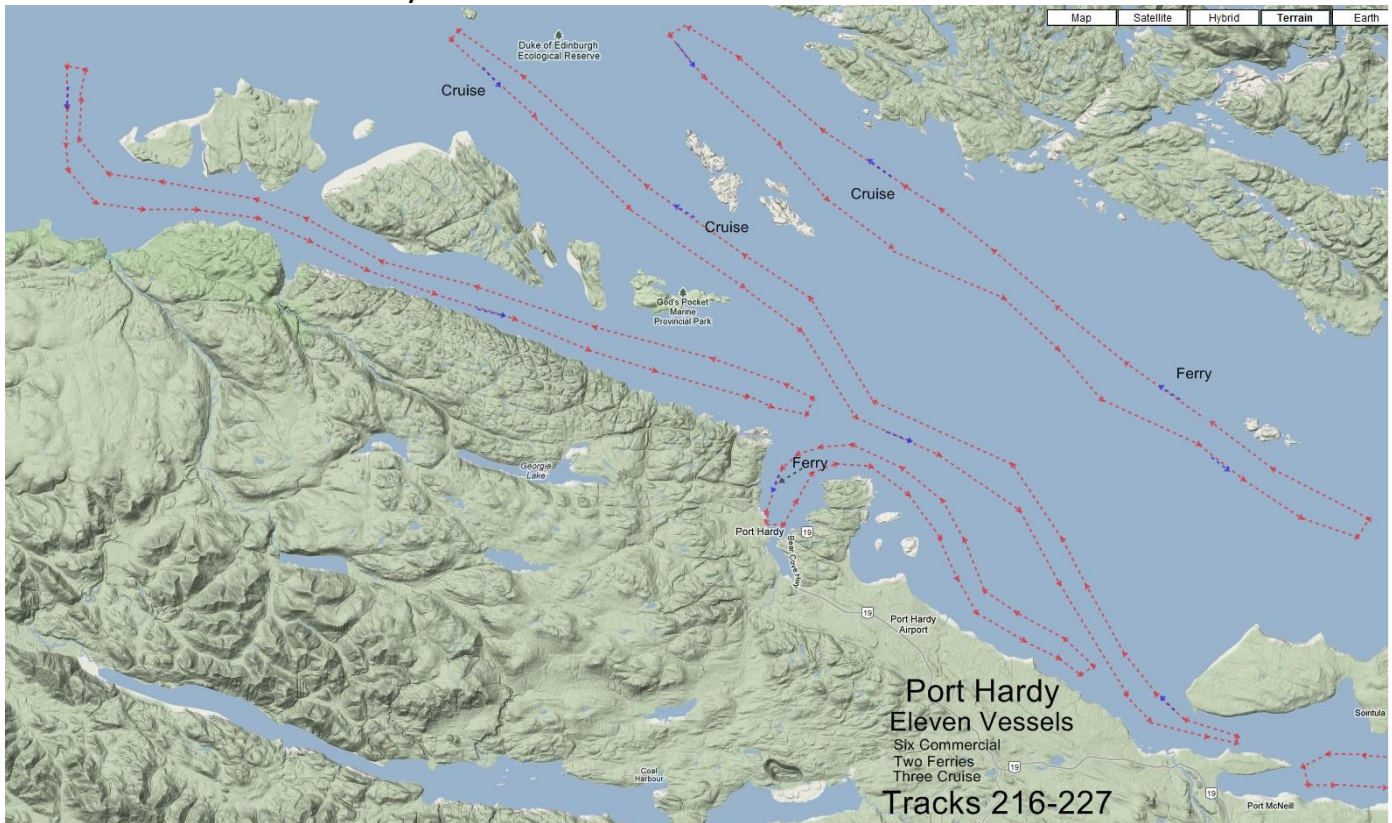 Map
Satellite
Hybrid
Terrain
Earth
Duke of Edinburgh
Ecological Reserve
Cruise
Cruise
Cruise
God's Pocket
Marine
Provincial Park
Ferry
Georgie
Lake
Ferry
Port Hardy
19
Bear Cove Hwy
19
Port Hardy
Airport
Port Hardy
Eleven Vessels
Six Commercial
Two Ferries
Three Cruise
Tracks 216-227
Sointula
Coal
Harbour
19
19
Port McNeill